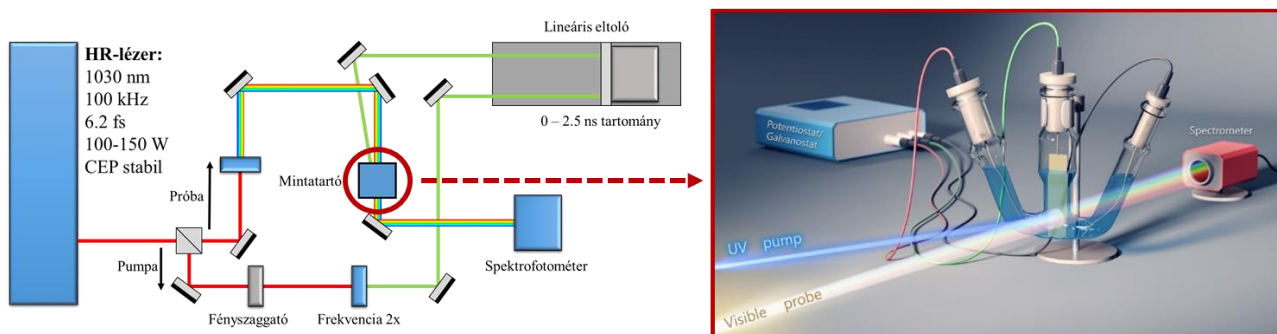 HR-lézer:
1030 nm
100 kHz
6.2 fs
100-150 W
CEP stabil
Próba
Pumpa
Fényszaggató
Frekvencia 2x
Mintatartó
Spektrofotométer
Lineáris eltoló
0 – 2.5 ns tartomány
Potentiostat/
Galvanostat
Spectrometer
UV pump
Visible probe